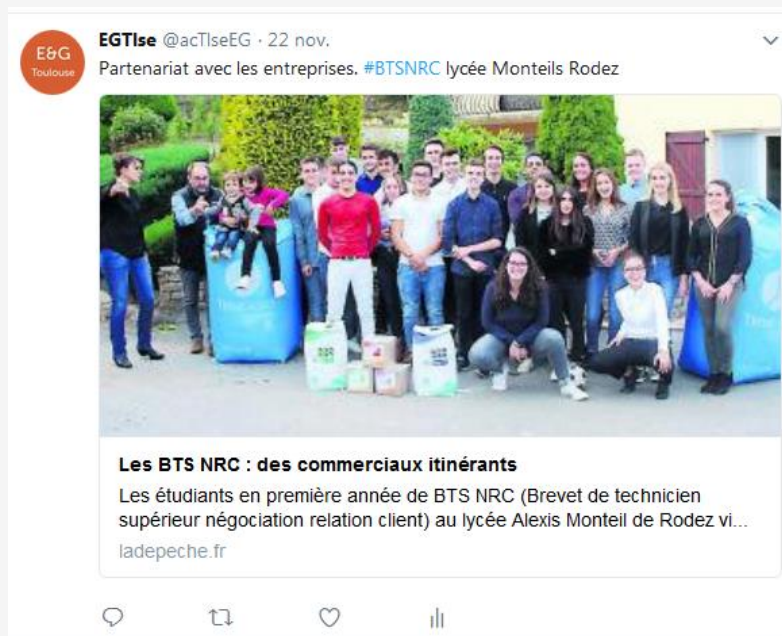 E&G
Toulouse
EGTlse @acTlseEG · 22 nov.
Partenariat avec les entreprises. #BTSNRC lycée Monteils Rodez
Les BTS NRC : des commerciaux itinérants
Les étudiants en première année de BTS NRC (Brevet de technicien
supérieur négociation relation client) au lycée Alexis Monteil de Rodez vi...
ladepeche.fr